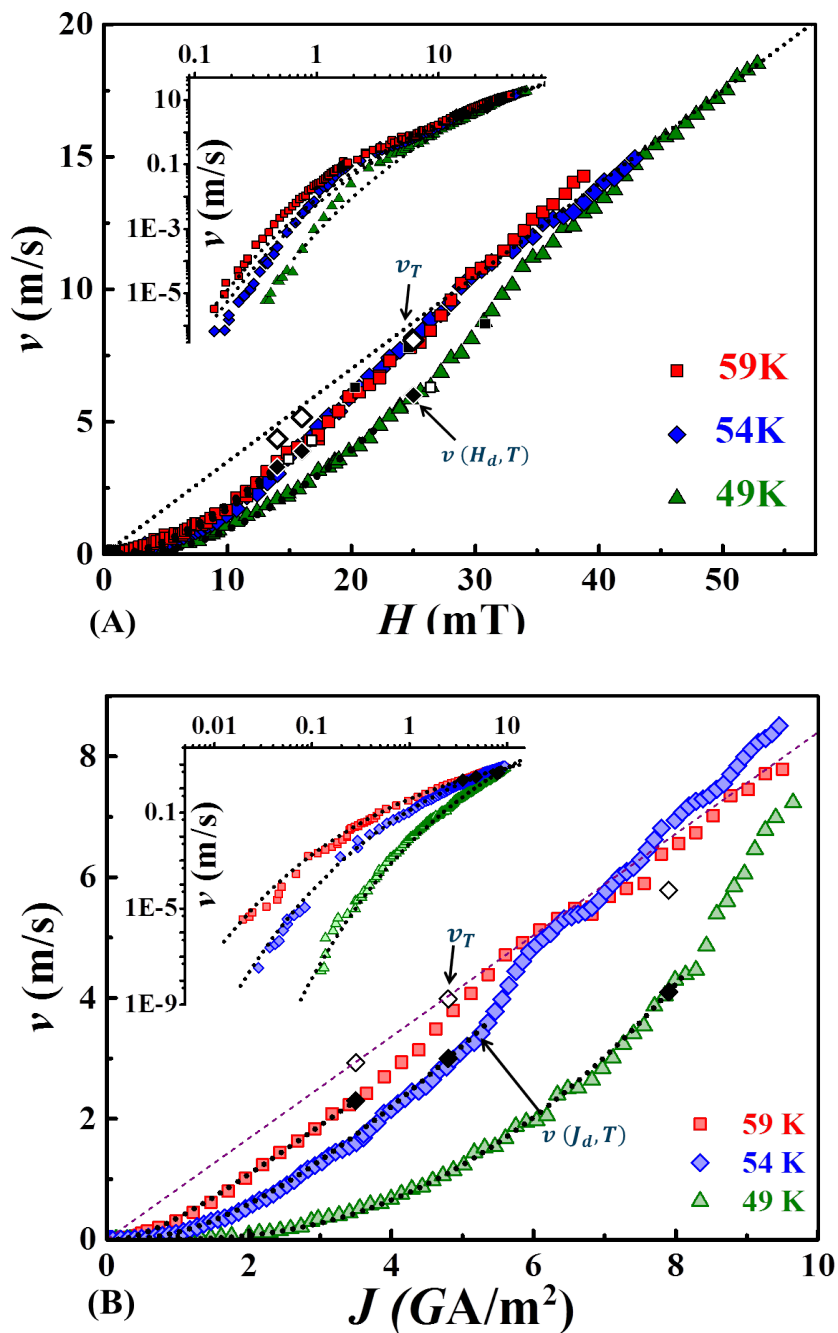 20
15
10
5
0
v (m/s)
0.1 1 10
10
0.1
1E-3
1E-5
v (m/s)
v_T
v (H_d, T)
59K
54K
49K
0 10 20 30 40 50
(A)
H (mT)
8
6
4
2
0
v (m/s)
0.01 0.1 1 10
0.1
1E-5
1E-9
v (m/s)
v_T
v (J_d, T)
59 K
54 K
49 K
0 2 4 6 8 10
(B)
J (GA/m²)